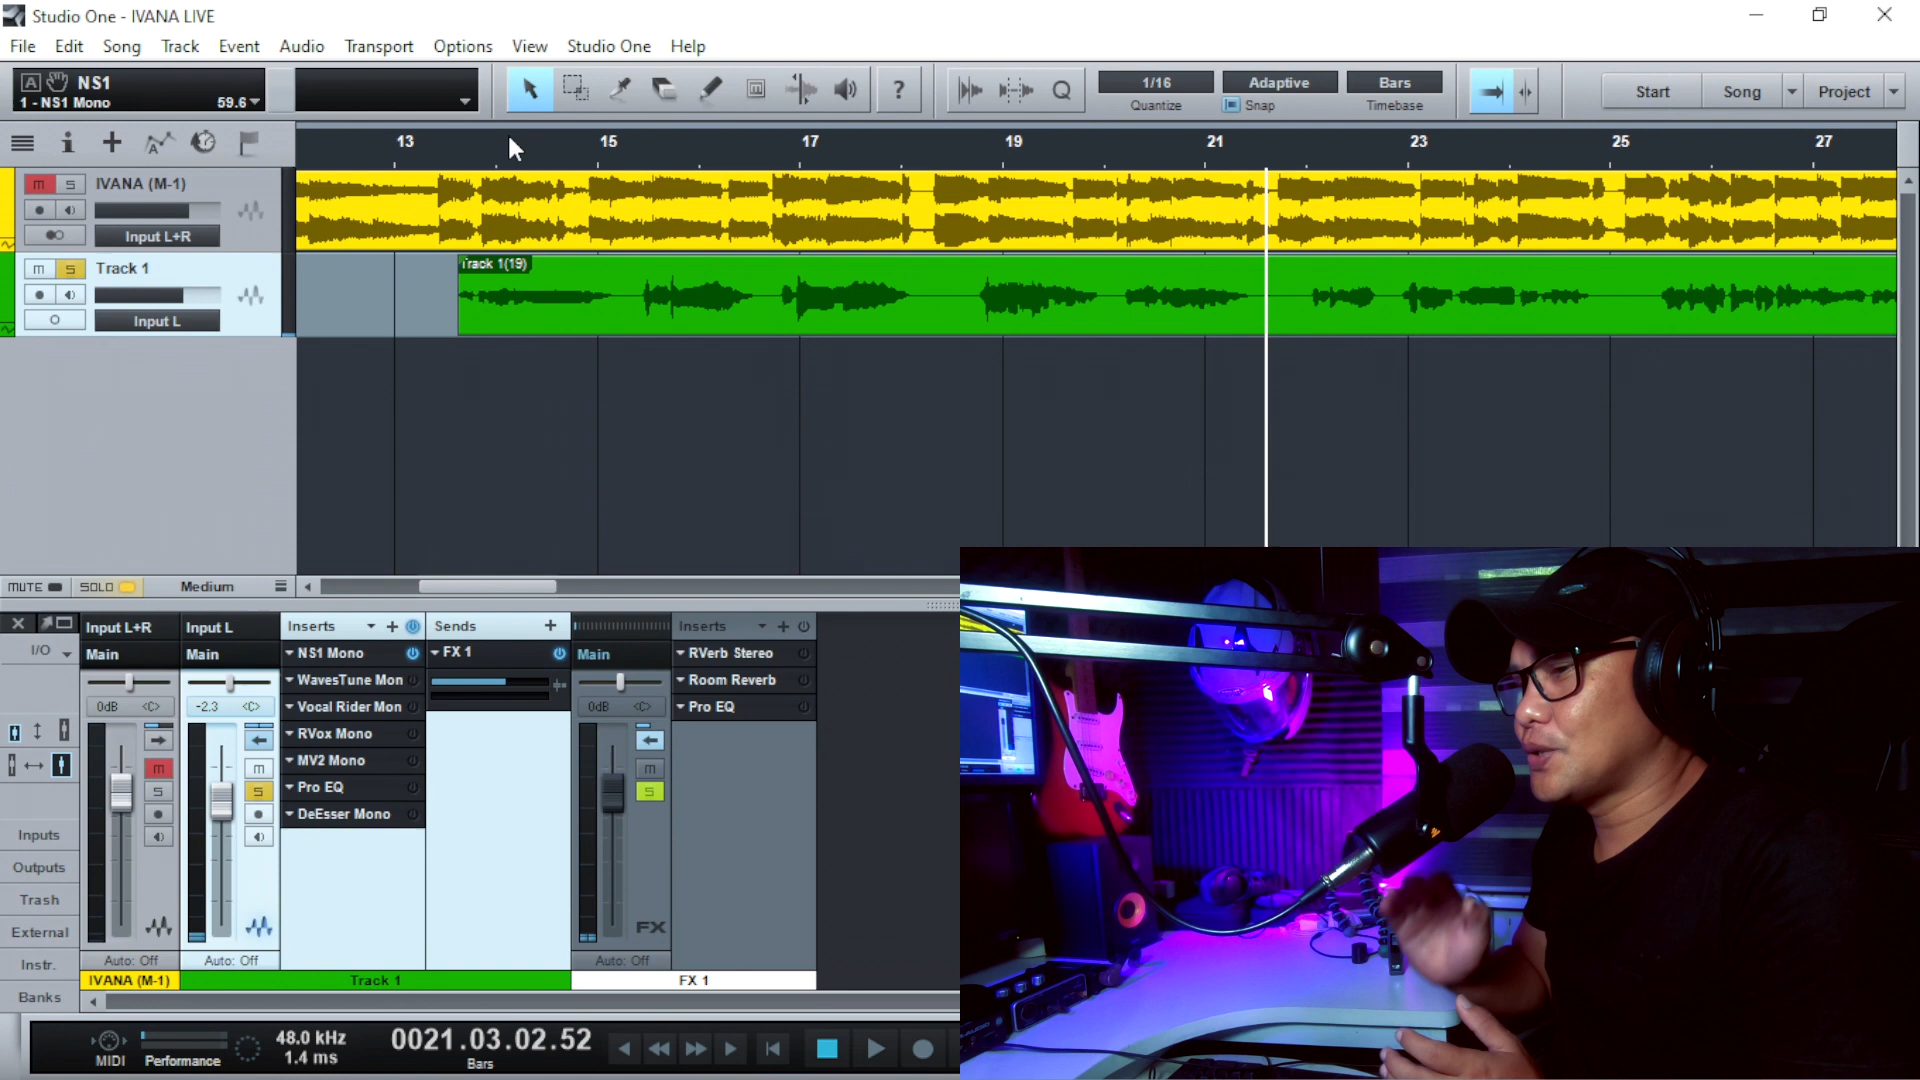 Studio One - IVANA LIVE
File Edit Song Track Event Audio Transport Options View Studio One Help
A NS1
1 - NS1 Mono 59.6
? Q 1/16 Adaptive Bars Start Song Project
Quantize Snap Timebase
13 15 17 19 21 23 25 27
M S IVANA (M-1)
Input L+R
M S Track 1
Input L
Track 1(19)
MUTE SOLO Medium
Input L+R Input L Inserts Sends Inserts
I/O Main Main NS1 Mono FX 1 Main RVerb Stereo
WavesTune Mon Room Reverb
0dB <C> -2.3 <C> Vocal Rider Mon 0dB <C> Pro EQ
RVox Mono
M M MV2 Mono M
S S Pro EQ S
DeEsser Mono
Inputs
Outputs
Trash
External FX
Instr. Auto: Off Auto: Off Auto: Off
IVANA (M-1) Track 1 FX 1
Banks
MIDI Performance 48.0 kHz 1.4 ms 0021.03.02.52
Bars